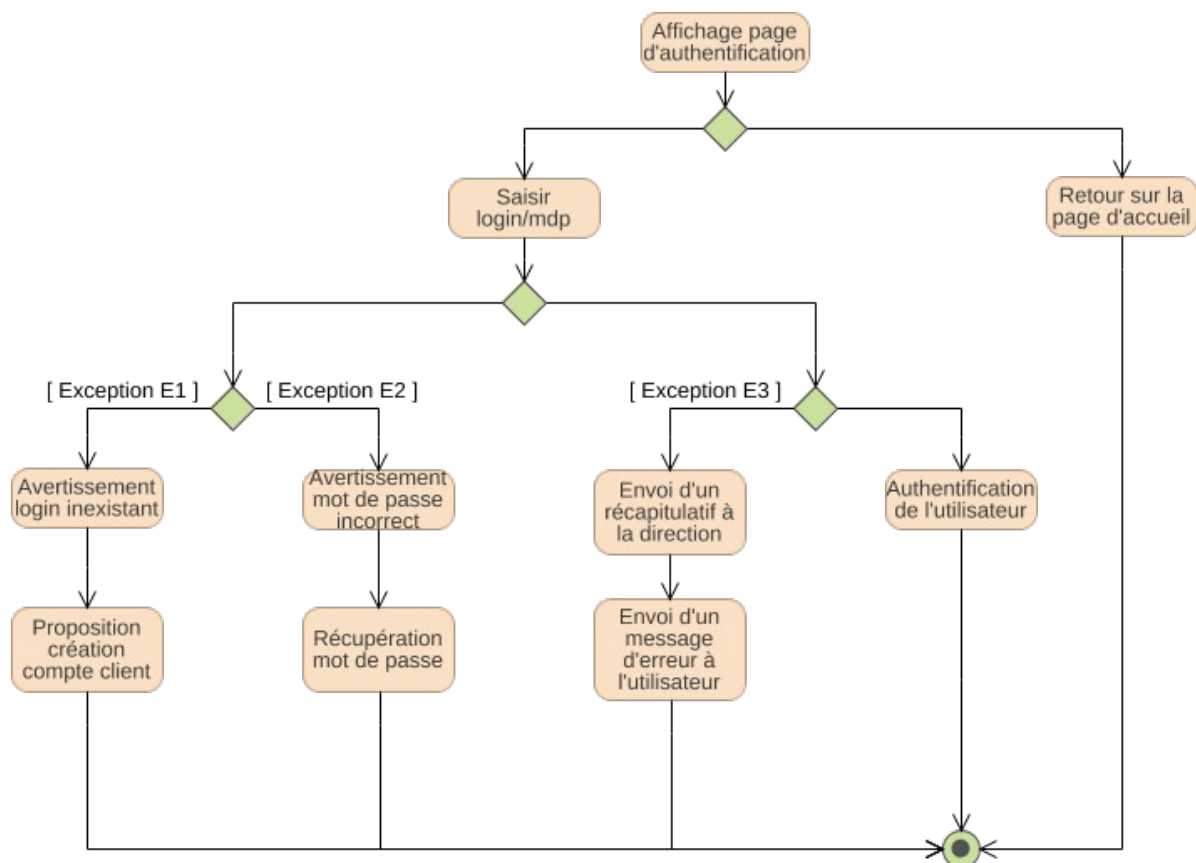 Affichage page
d'authentification
Saisir
login/mdp
Retour sur la
page d'accueil
[ Exception E1 ]
[ Exception E2 ]
[ Exception E3 ]
Avertissement
login inexistant
Avertissement
mot de passe
incorrect
Envoi d'un
récapitulatif à
la direction
Authentification
de l'utilisateur
Proposition
création
compte client
Récupération
mot de passe
Envoi d'un
message
d'erreur à
l'utilisateur